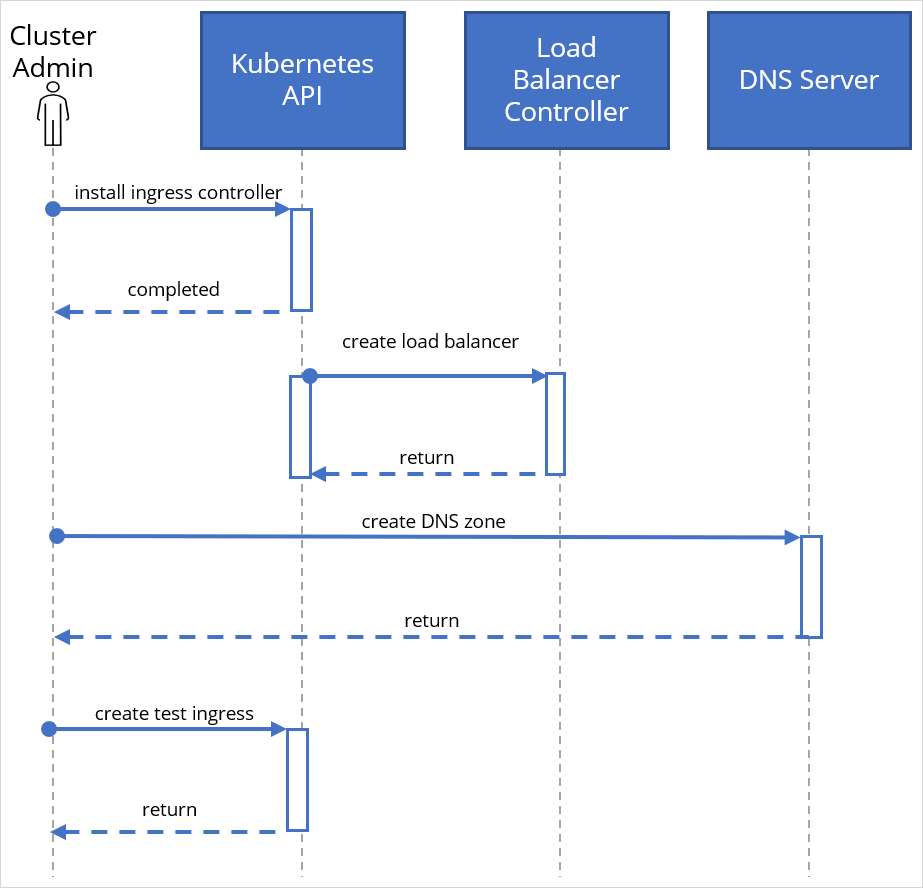 Cluster
Admin
Kubernetes
API
Load
Balancer
Controller
DNS Server
install ingress controller
completed
create load balancer
return
create DNS zone
return
create test ingress
return